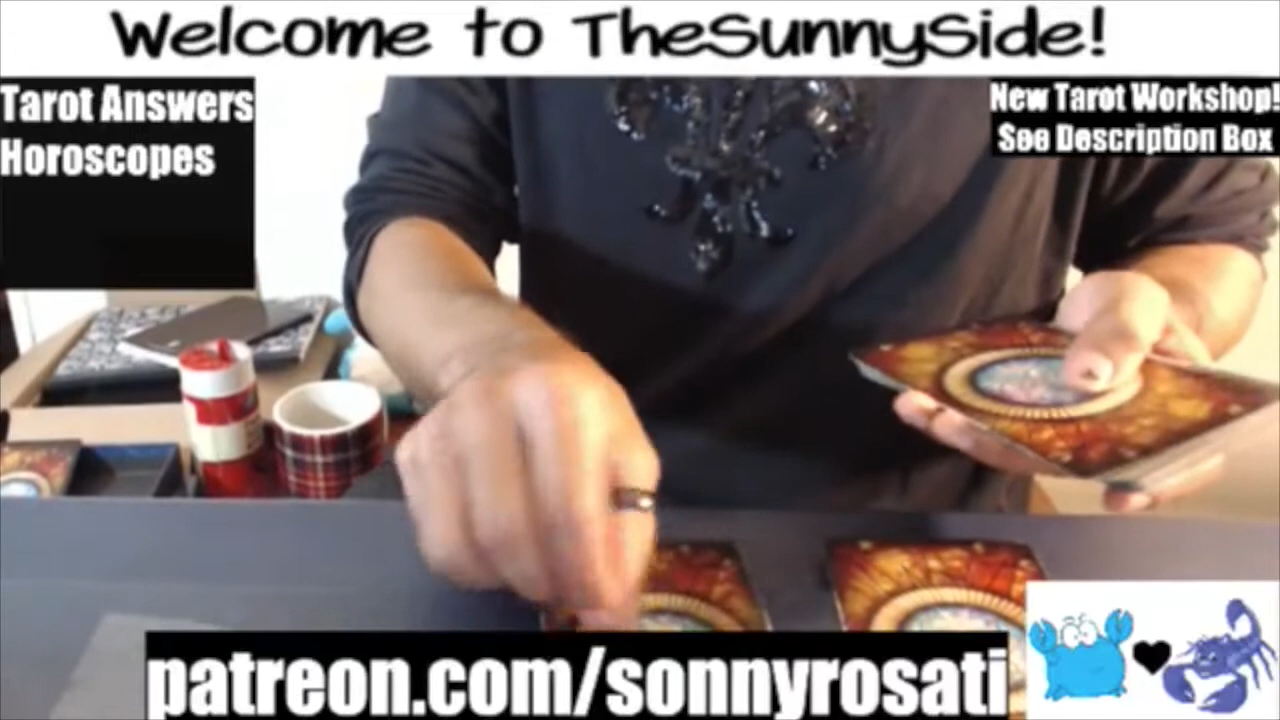 Welcome to TheSunnySide!
Tarot Answers
Horoscopes
New Tarot Workshop!
See Description Box
patreon.com/sonnyrosati